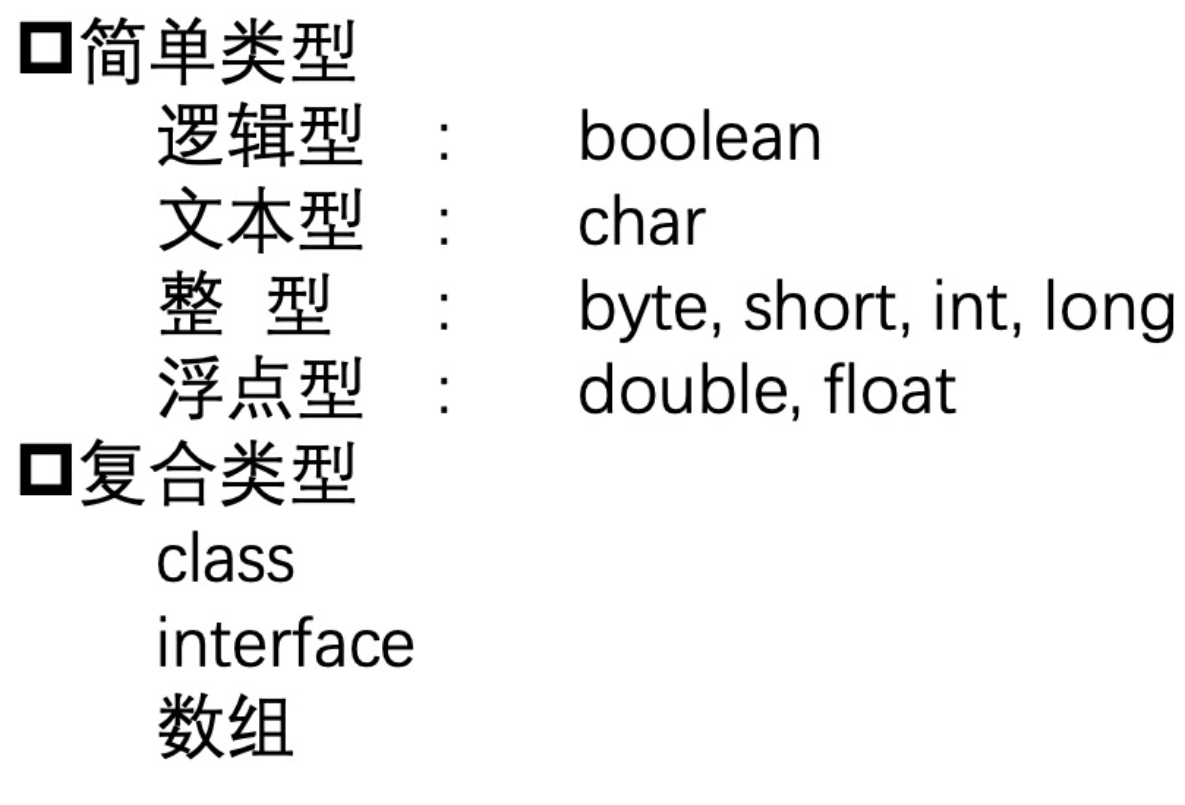 简单类型
逻辑型 : boolean
文本型 : char
整 型 : byte, short, int, long
浮点型 : double, float
复合类型
class
interface
数组